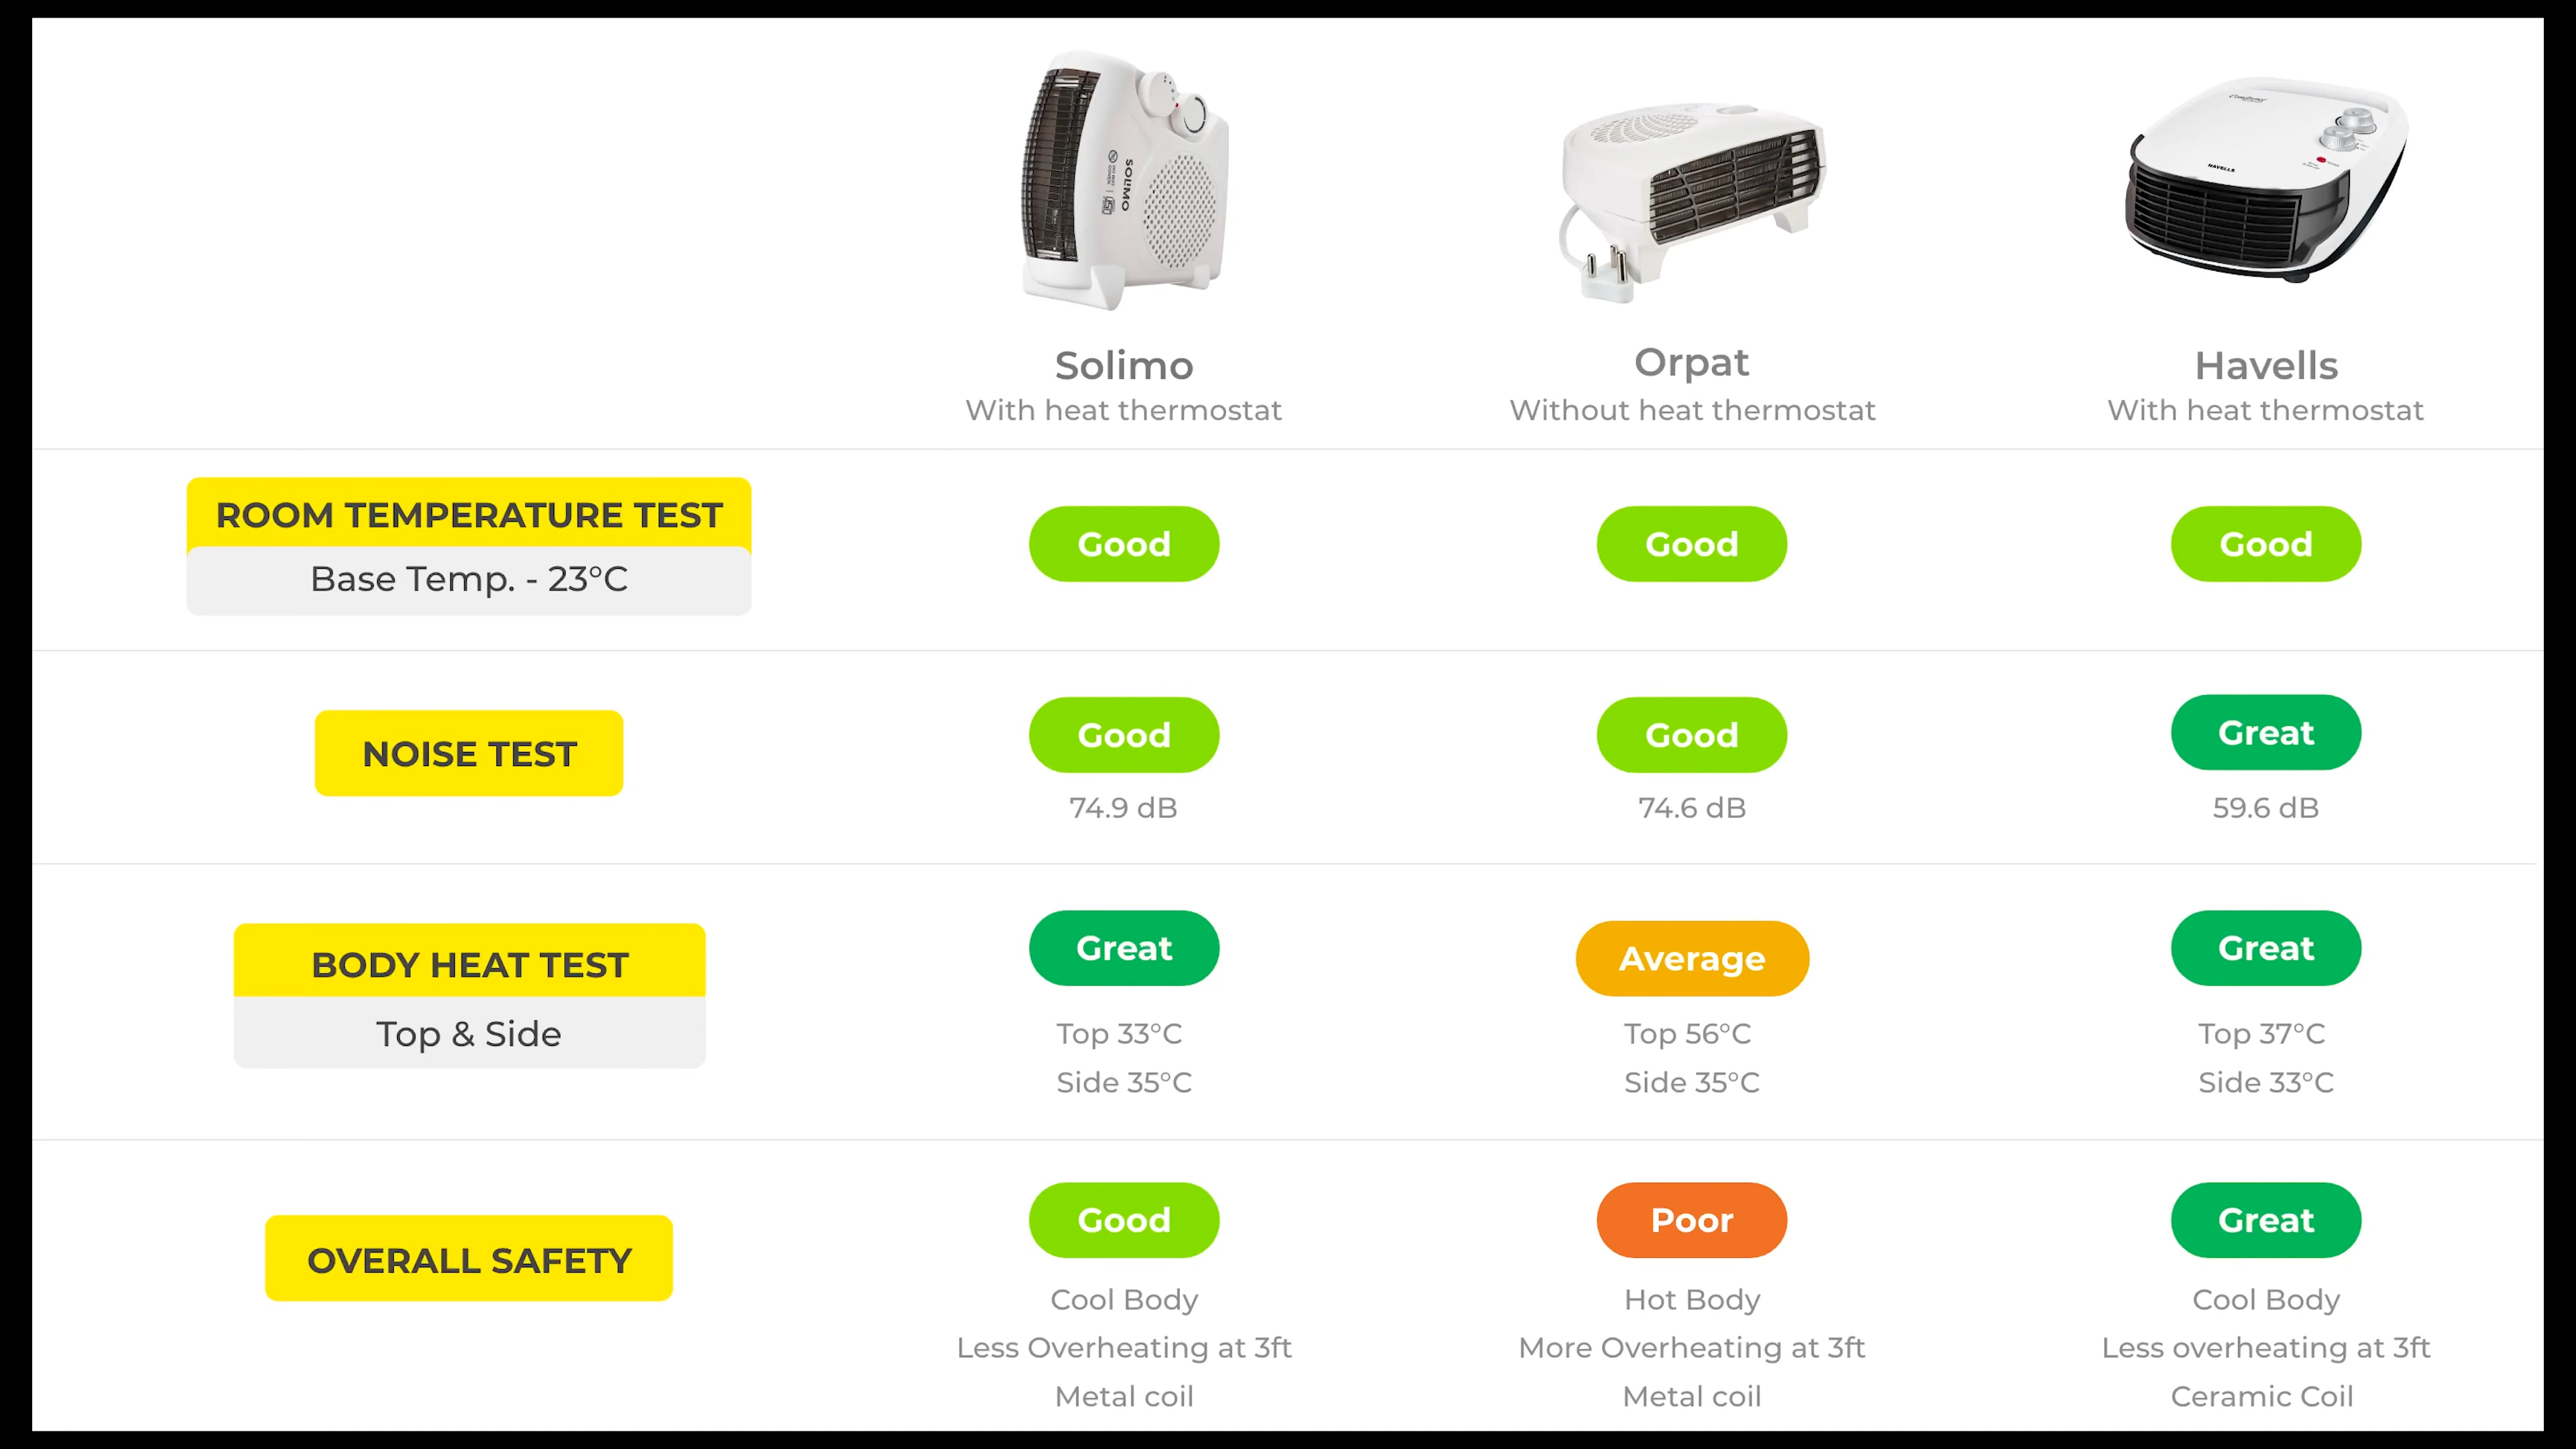 SOLIMO
HAVELLS
Solimo
Orpat
Havells
With heat thermostat
Without heat thermostat
With heat thermostat
ROOM TEMPERATURE TEST
Base Temp. - 23°C
Good
Good
Good
NOISE TEST
Good
Good
Great
74.9 dB
74.6 dB
59.6 dB
BODY HEAT TEST
Top & Side
Great
Average
Great
Top 33°C
Top 56°C
Top 37°C
Side 35°C
Side 35°C
Side 33°C
OVERALL SAFETY
Good
Poor
Great
Cool Body
Hot Body
Cool Body
Less Overheating at 3ft
More Overheating at 3ft
Less overheating at 3ft
Metal coil
Metal coil
Ceramic Coil